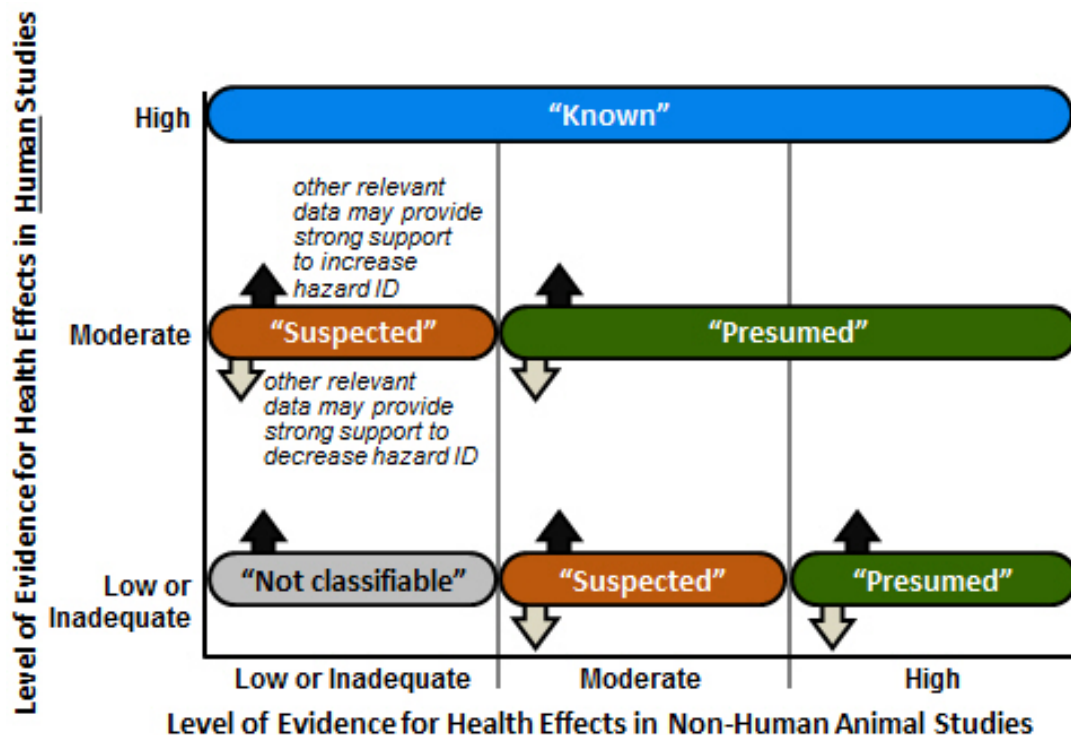 Level of Evidence for Health Effects in Human Studies
High
“Known”
other relevant
data may provide
strong support
to increase
hazard ID
Moderate
“Suspected”
“Presumed”
other relevant
data may provide
strong support to
decrease hazard ID
Low or
Inadequate
“Not classifiable”
“Suspected”
“Presumed”
Low or Inadequate
Moderate
High
Level of Evidence for Health Effects in Non-Human Animal Studies